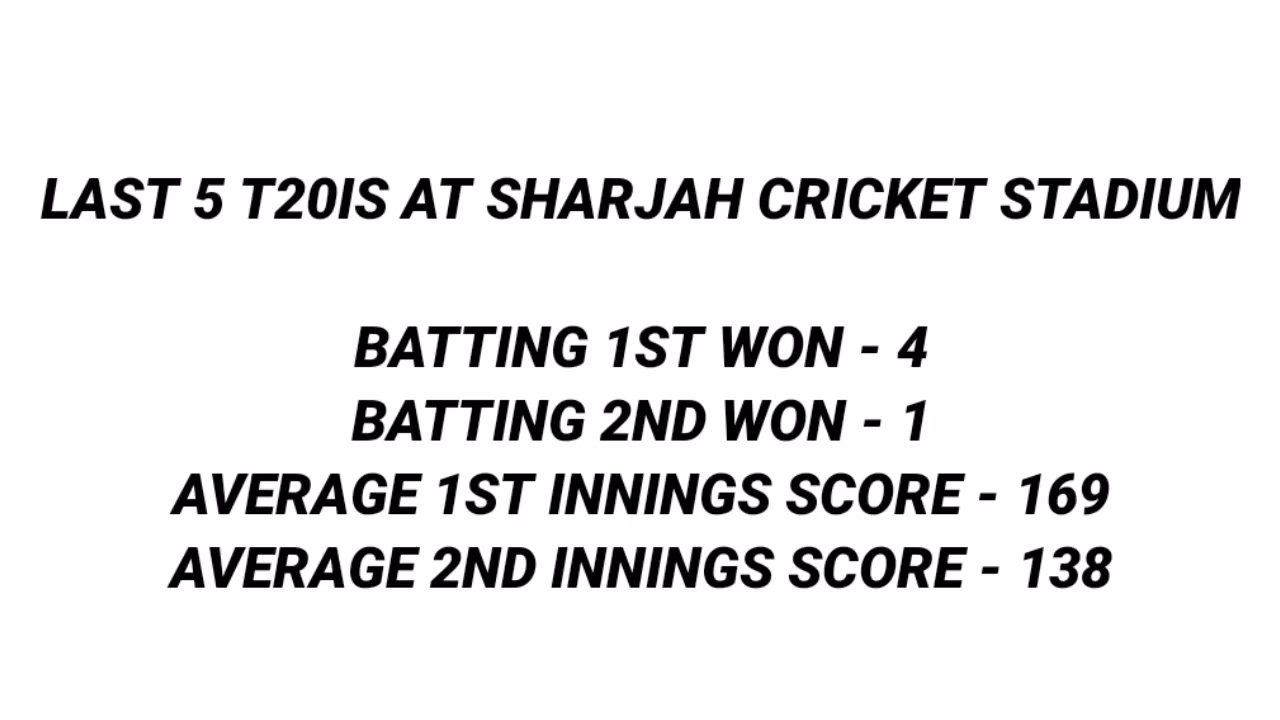 LAST 5 T20IS AT SHARJAH CRICKET STADIUM
BATTING 1ST WON - 4
BATTING 2ND WON - 1
AVERAGE 1ST INNINGS SCORE - 169
AVERAGE 2ND INNINGS SCORE - 138